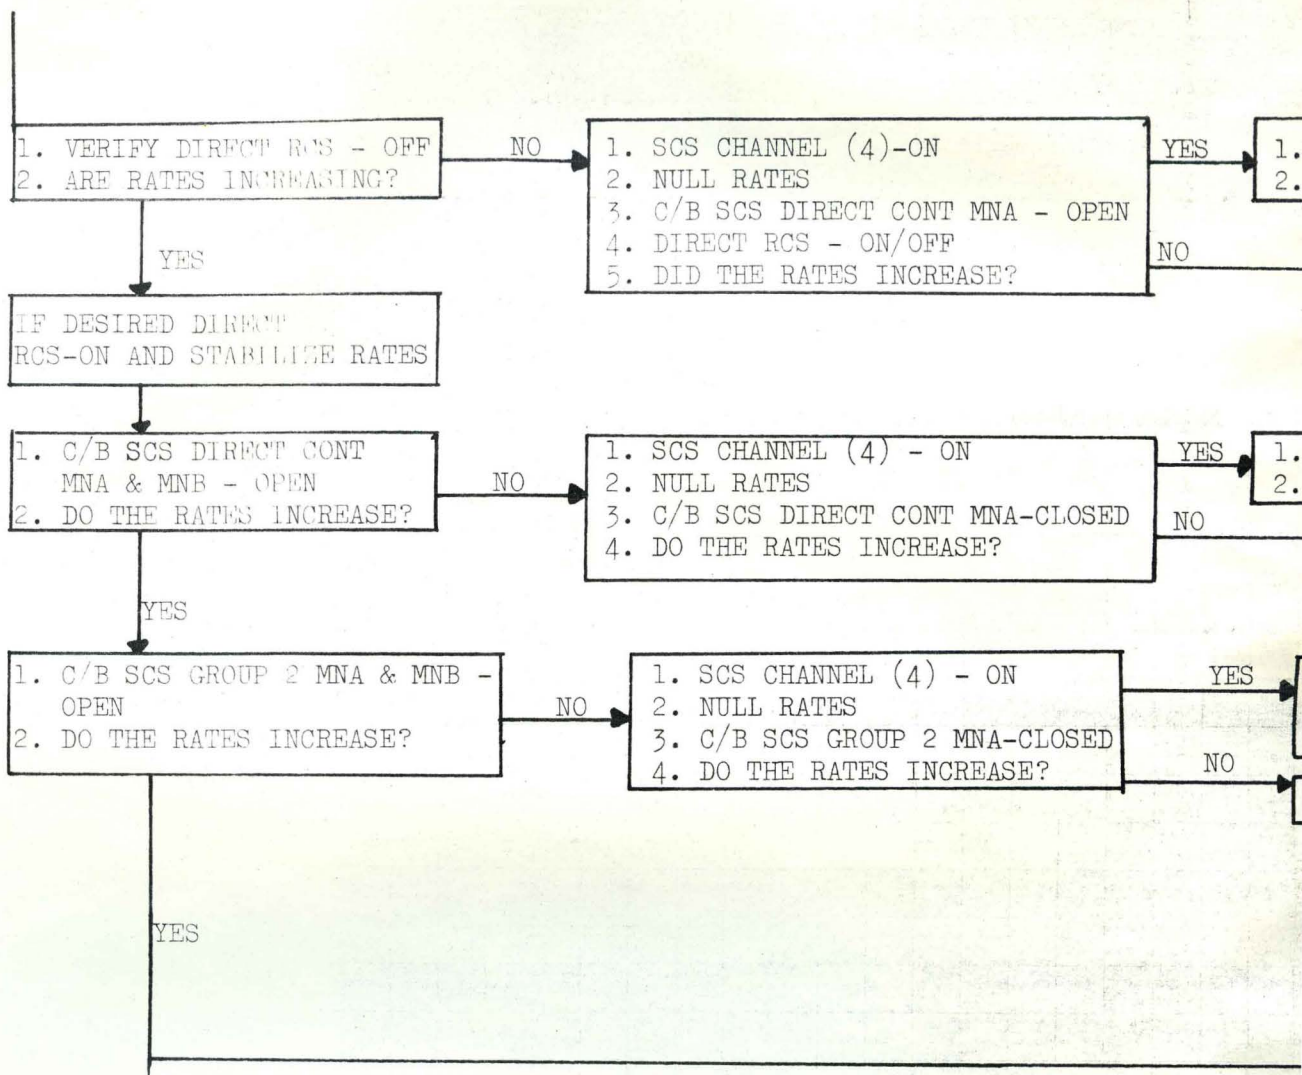 1. VERIFY DIRECT RCS - OFF
2. ARE RATES INCREASING?
NO
1. SCS CHANNEL (4)-ON
2. NULL RATES
3. C/B SCS DIRECT CONT MNA - OPEN
4. DIRECT RCS - ON/OFF
5. DID THE RATES INCREASE?
YES
NO
1.
2.
YES
IF DESIRED DIRECT
RCS-ON AND STABILIZE RATES
1. C/B SCS DIRECT CONT
MNA & MNB - OPEN
2. DO THE RATES INCREASE?
NO
1. SCS CHANNEL (4) - ON
2. NULL RATES
3. C/B SCS DIRECT CONT MNA-CLOSED
4. DO THE RATES INCREASE?
YES
NO
1.
2.
YES
1. C/B SCS GROUP 2 MNA & MNB -
OPEN
2. DO THE RATES INCREASE?
NO
1. SCS CHANNEL (4) - ON
2. NULL RATES
3. C/B SCS GROUP 2 MNA-CLOSED
4. DO THE RATES INCREASE?
YES
NO
YES